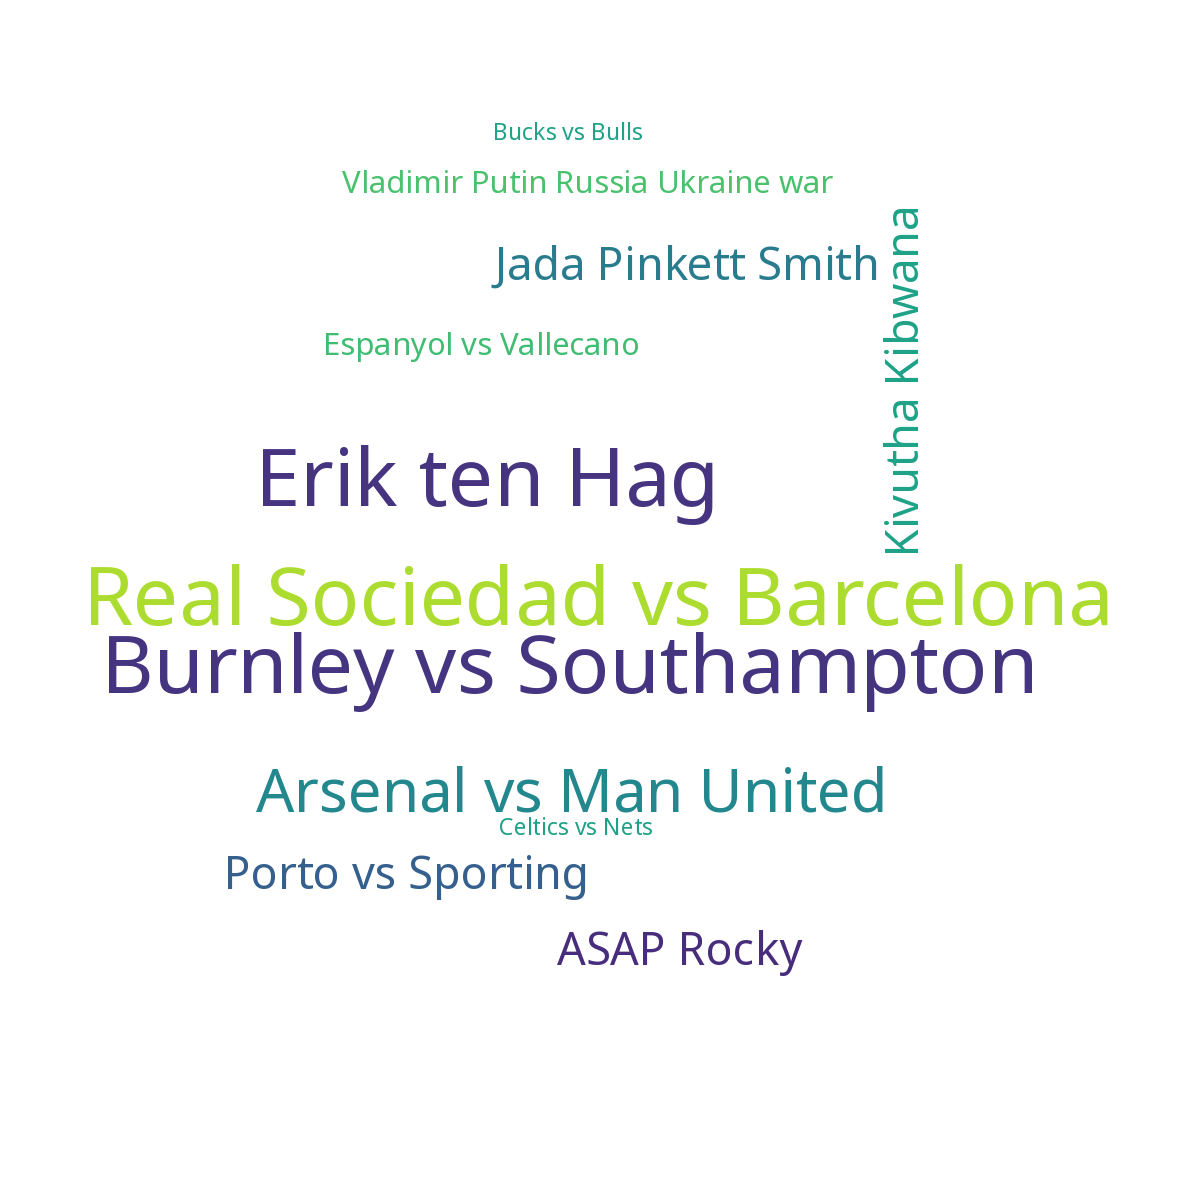 Bucks vs Bulls
Vladimir Putin Russia Ukraine war
Jada Pinkett Smith
Kivutha Kibwana
Espanyol vs Vallecano
Erik ten Hag
Real Sociedad vs Barcelona
Burnley vs Southampton
Arsenal vs Man United
Celtics vs Nets
Porto vs Sporting
ASAP Rocky